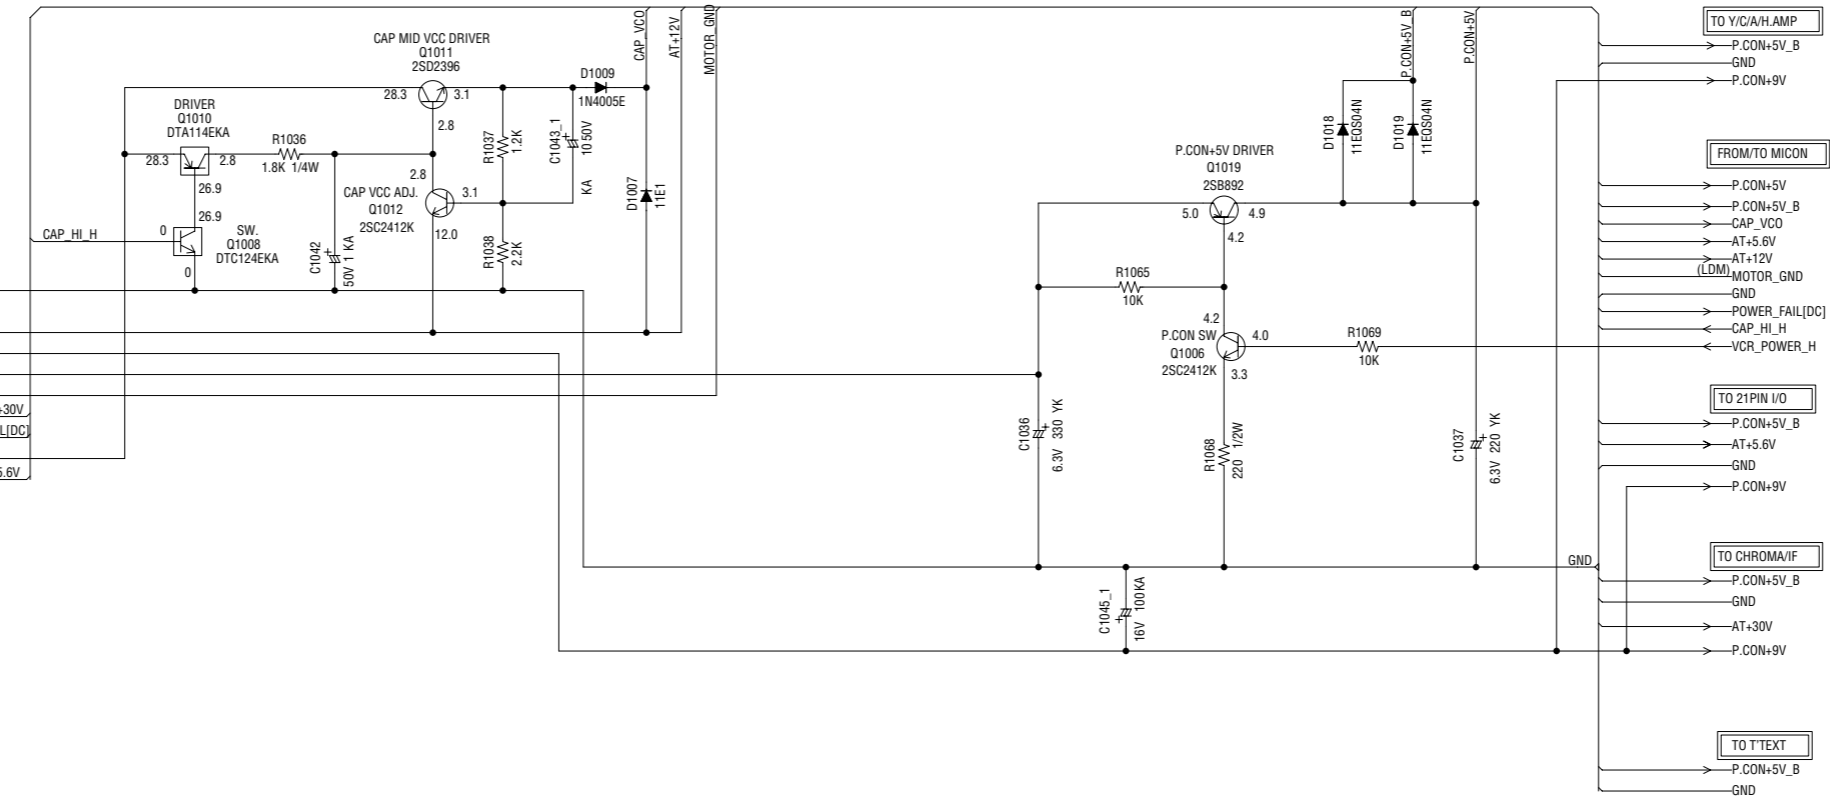 CAP MID VCC DRIVER
Q1011
2SD2396
28.3
3.1
2.8
DRIVER
Q1010
DTA114EKA
28.3
2.8
26.9
R1036
1.8K 1/4W
26.9
0
0
SW.
Q1008
DTC124EKA
CAP_HI_H
C1042
+
50V 1 KA
2.8
CAP VCC ADJ.
Q1012
2SC2412K
3.1
12.0
R1037
1.2K
R1038
2.2K
C1043_1
+
10 50V
KA
D1009
1N4005E
D1007
11E1
CAP_VCO
AT+12V
MOTOR_GND
+30V
L[DC]
5.6V
P.CON+5V DRIVER
Q1019
2SB892
5.0
4.9
4.2
R1065
10K
4.2
P.CON SW
Q1006
2SC2412K
4.0
3.3
R1069
10K
R1068
220 1/2W
C1036
+
6.3V 330 YK
C1037
+
6.3V 220 YK
C1045_1
+
16V 100 KA
D1018
11EQS04N
D1019
11EQS04N
P.CON+5V_B
P.CON+5V
GND
TO Y/C/A/H.AMP
P.CON+5V_B
GND
P.CON+9V
FROM/TO MICON
P.CON+5V
P.CON+5V_B
CAP_VCO
AT+5.6V
AT+12V
(LDM)
MOTOR_GND
GND
POWER_FAIL[DC]
CAP_HI_H
VCR_POWER_H
TO 21PIN I/O
P.CON+5V_B
AT+5.6V
GND
P.CON+9V
TO CHROMA/IF
P.CON+5V_B
GND
AT+30V
P.CON+9V
TO T'TEXT
P.CON+5V_B
GND